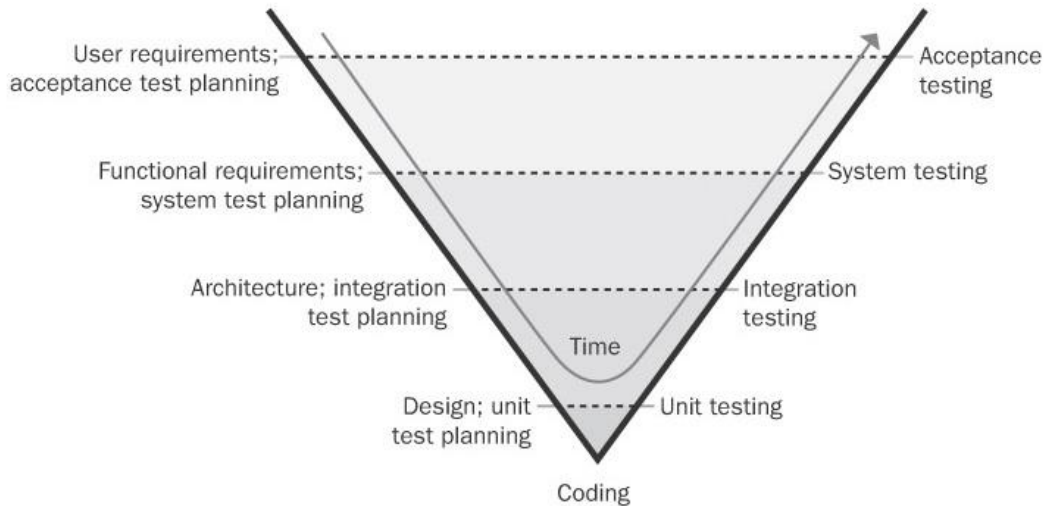 User requirements;
acceptance test planning
Acceptance
testing
Functional requirements;
system test planning
System testing
Architecture; integration
test planning
Integration
testing
Time
Design; unit
test planning
Unit testing
Coding